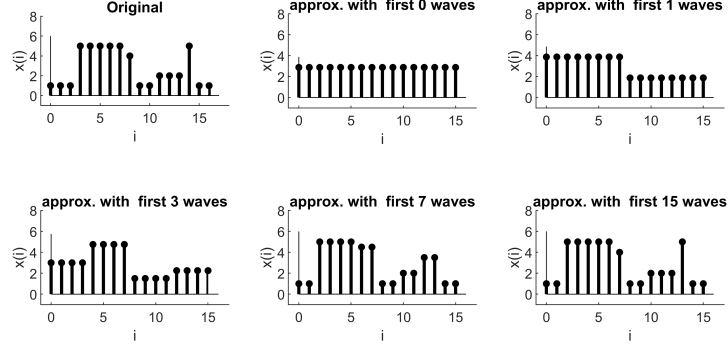 Original
approx. with first 0 waves
approx. with first 1 waves
8
6
4
2
0
x(i)
0 5 10 15
i
8
6
4
2
0
x(i)
0 5 10 15
i
8
6
4
2
0
x(i)
0 5 10 15
i
approx. with first 3 waves
approx. with first 7 waves
approx. with first 15 waves
8
6
4
2
0
x(i)
0 5 10 15
i
8
6
4
2
0
x(i)
0 5 10 15
i
8
6
4
2
0
x(i)
0 5 10 15
i